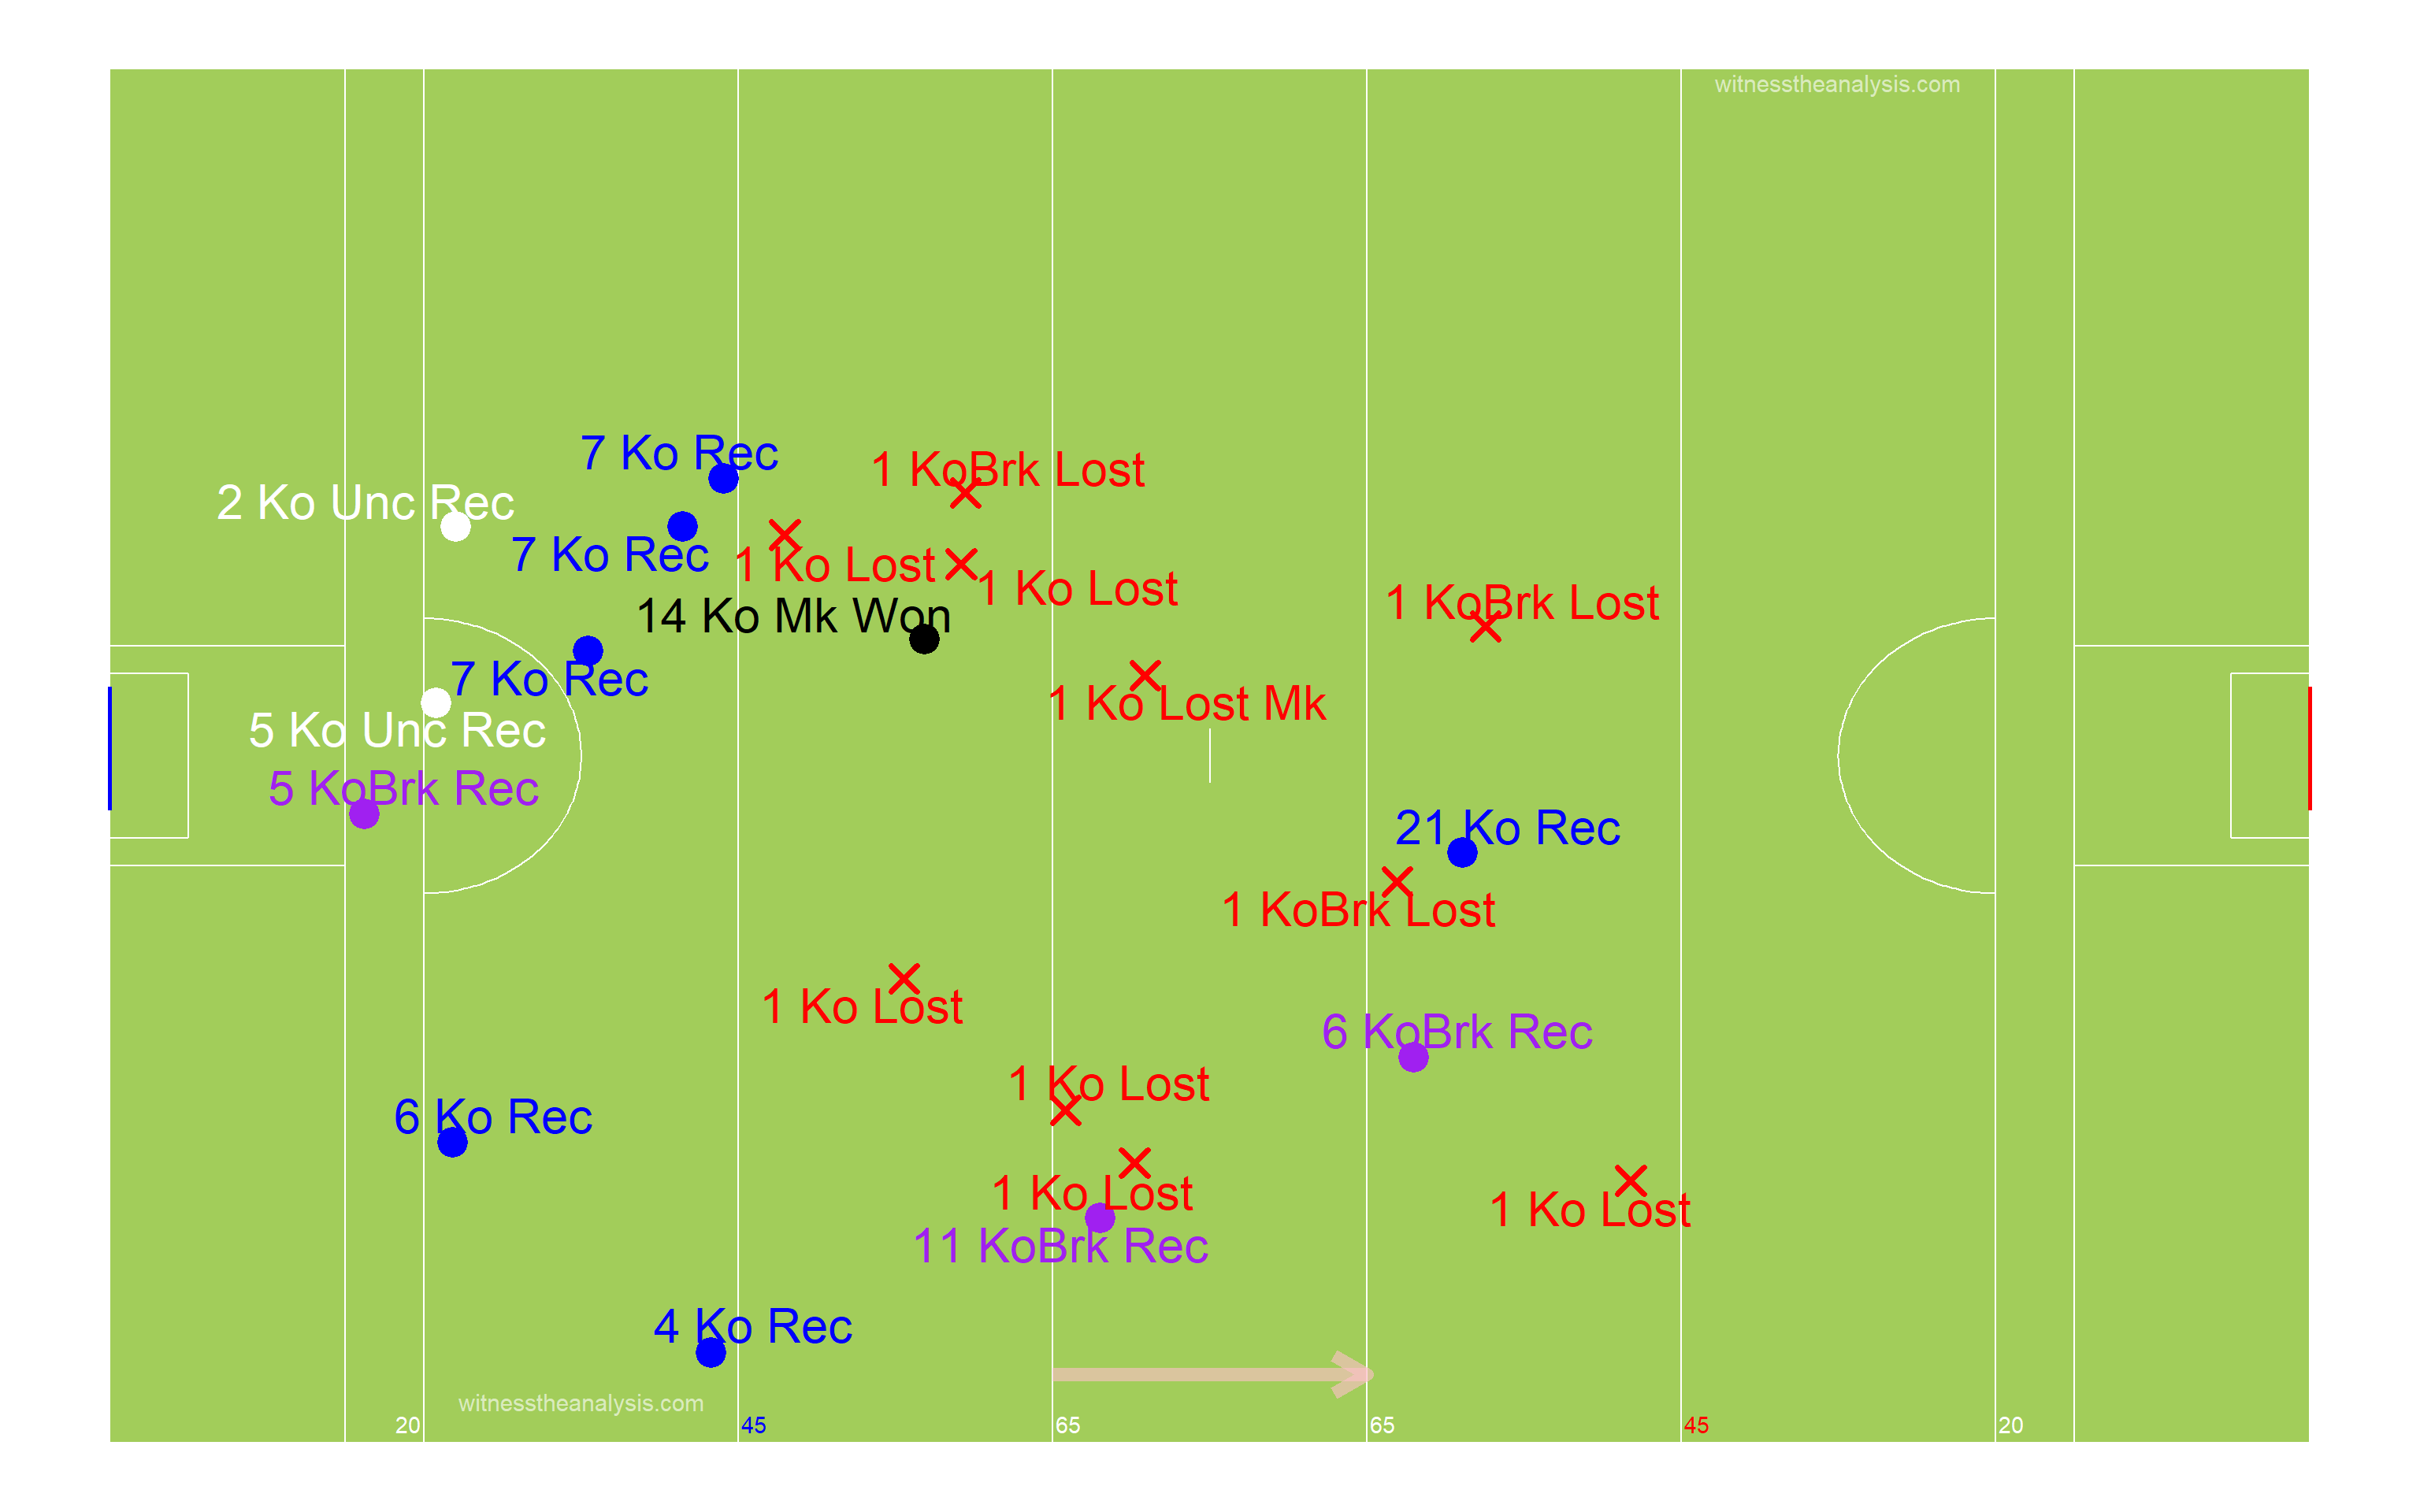 witnesstheanalysis.com
7 Ko Rec
1 KoBrk Lost
2 Ko Unc Rec
7 Ko Rec
1 Ko Lost
1 Ko Lost
14 Ko Mk Won
1 KoBrk Lost
7 Ko Rec
1 Ko Lost Mk
5 Ko Unc Rec
5 KoBrk Rec
21 Ko Rec
1 KoBrk Lost
1 Ko Lost
6 KoBrk Rec
1 Ko Lost
6 Ko Rec
1 Ko Lost
1 Ko Lost
11 KoBrk Rec
4 Ko Rec
witnesstheanalysis.com
20 45 65 65 45 20